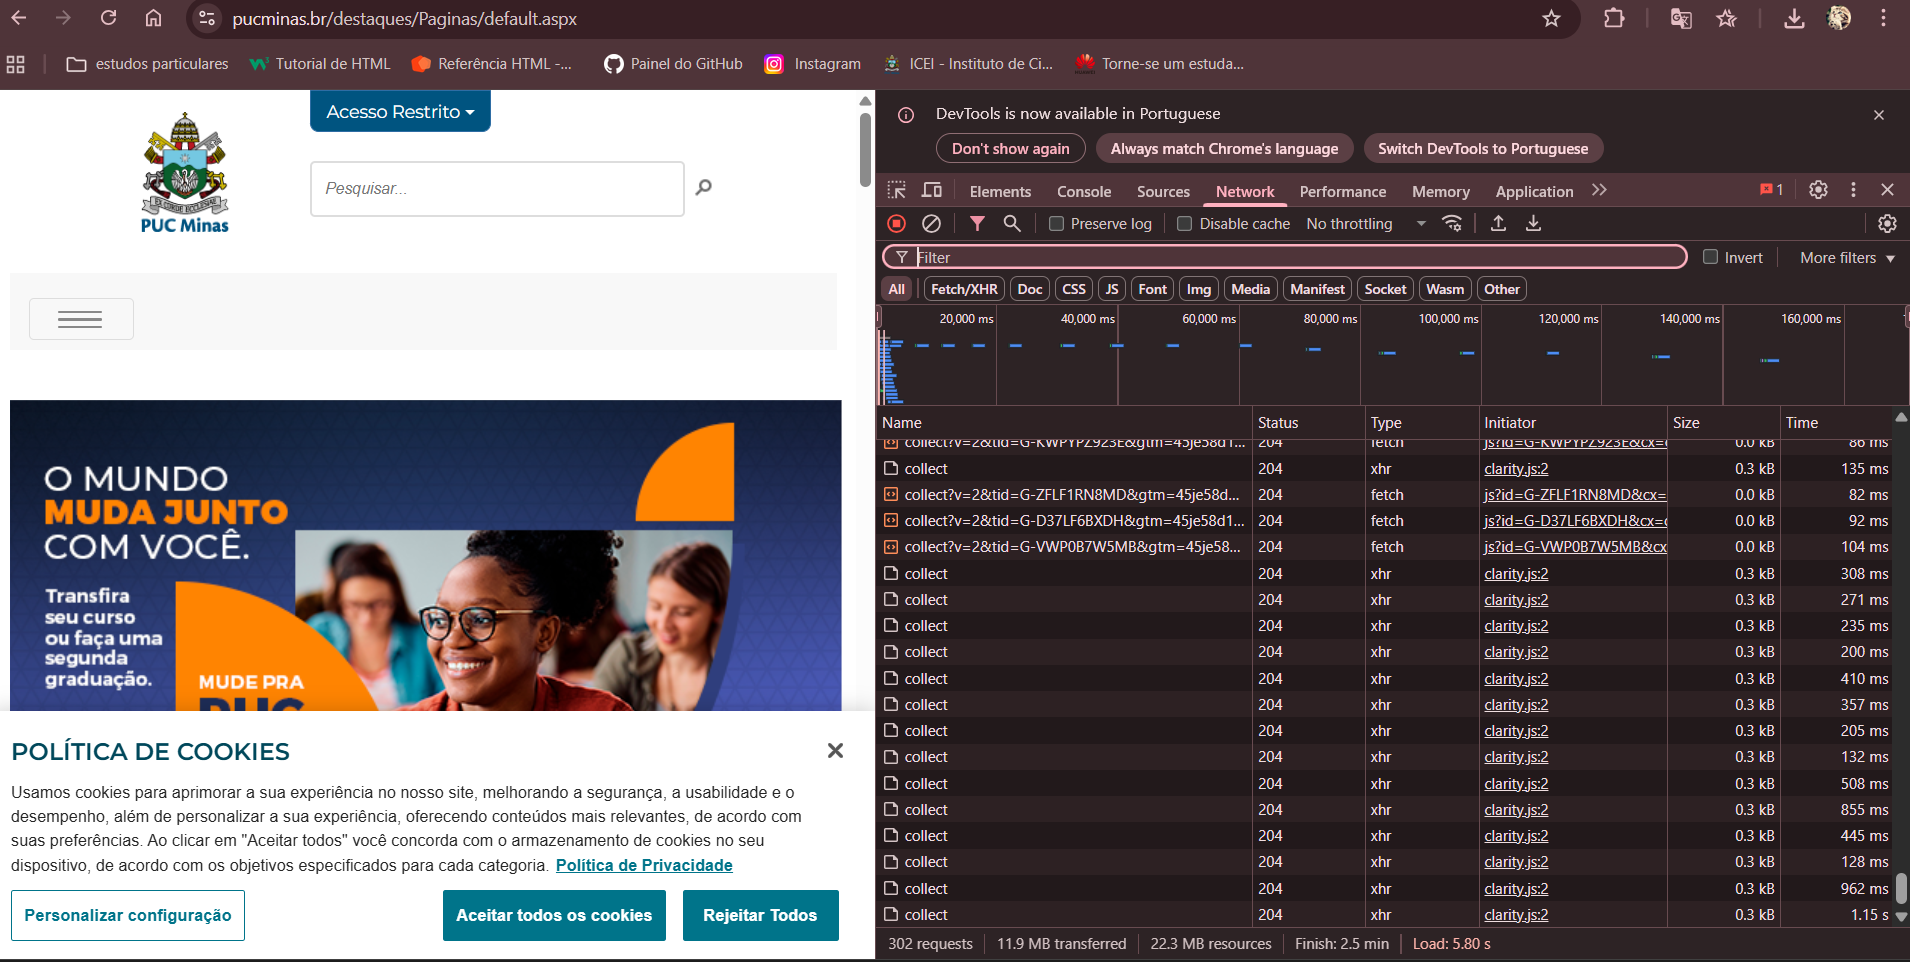 pucminas.br/destaques/Paginas/default.aspx
estudos particulares
Tutorial de HTML
Referência HTML -...
Painel do GitHub
Instagram
ICEI - Instituto de Ci...
Torne-se um estuda...
Acesso Restrito
Pesquisar...
PUC Minas
O MUNDO
MUDA JUNTO
COM VOCÊ.
Transfira
seu curso
ou faça uma
segunda
graduação.
MUDE PRA
PUC
POLÍTICA DE COOKIES
Usamos cookies para aprimorar a sua experiência no nosso site, melhorando a segurança, a usabilidade e o
desempenho, além de personalizar a sua experiência, oferecendo conteúdos mais relevantes, de acordo com
suas preferências. Ao clicar em "Aceitar todos" você concorda com o armazenamento de cookies no seu
dispositivo, de acordo com os objetivos especificados para cada categoria. Política de Privacidade
Personalizar configuração
Aceitar todos os cookies
Rejeitar Todos
DevTools is now available in Portuguese
Don't show again
Always match Chrome's language
Switch DevTools to Portuguese
Elements Console Sources Network Performance Memory Application 1
Preserve log Disable cache No throttling
Filter
Invert
More filters
All Fetch/XHR Doc CSS JS Font Img Media Manifest Socket Wasm Other
20,000 ms 40,000 ms 60,000 ms 80,000 ms 100,000 ms 120,000 ms 140,000 ms 160,000 ms
Name Status Type Initiator Size Time
collect?v=2&tid=G-KWPYPZ923E&gtm=45je58d1... 204 fetch js?id=G-KWPYPZ923E&cx= 0.0 kB 86 ms
collect 204 xhr clarity.js:2 0.3 kB 135 ms
collect?v=2&tid=G-ZFLF1RN8MD&gtm=45je58d... 204 fetch js?id=G-ZFLF1RN8MD&cx= 0.0 kB 82 ms
collect?v=2&tid=G-D37LF6BXDH&gtm=45je58d1... 204 fetch js?id=G-D37LF6BXDH&cx= 0.0 kB 92 ms
collect?v=2&tid=G-VWP0B7W5MB&gtm=45je58... 204 fetch js?id=G-VWP0B7W5MB&cx 0.0 kB 104 ms
collect 204 xhr clarity.js:2 0.3 kB 308 ms
collect 204 xhr clarity.js:2 0.3 kB 271 ms
collect 204 xhr clarity.js:2 0.3 kB 235 ms
collect 204 xhr clarity.js:2 0.3 kB 200 ms
collect 204 xhr clarity.js:2 0.3 kB 410 ms
collect 204 xhr clarity.js:2 0.3 kB 357 ms
collect 204 xhr clarity.js:2 0.3 kB 205 ms
collect 204 xhr clarity.js:2 0.3 kB 132 ms
collect 204 xhr clarity.js:2 0.3 kB 508 ms
collect 204 xhr clarity.js:2 0.3 kB 855 ms
collect 204 xhr clarity.js:2 0.3 kB 445 ms
collect 204 xhr clarity.js:2 0.3 kB 128 ms
collect 204 xhr clarity.js:2 0.3 kB 962 ms
collect 204 xhr clarity.js:2 0.3 kB 1.15 s
302 requests 11.9 MB transferred 22.3 MB resources Finish: 2.5 min Load: 5.80 s